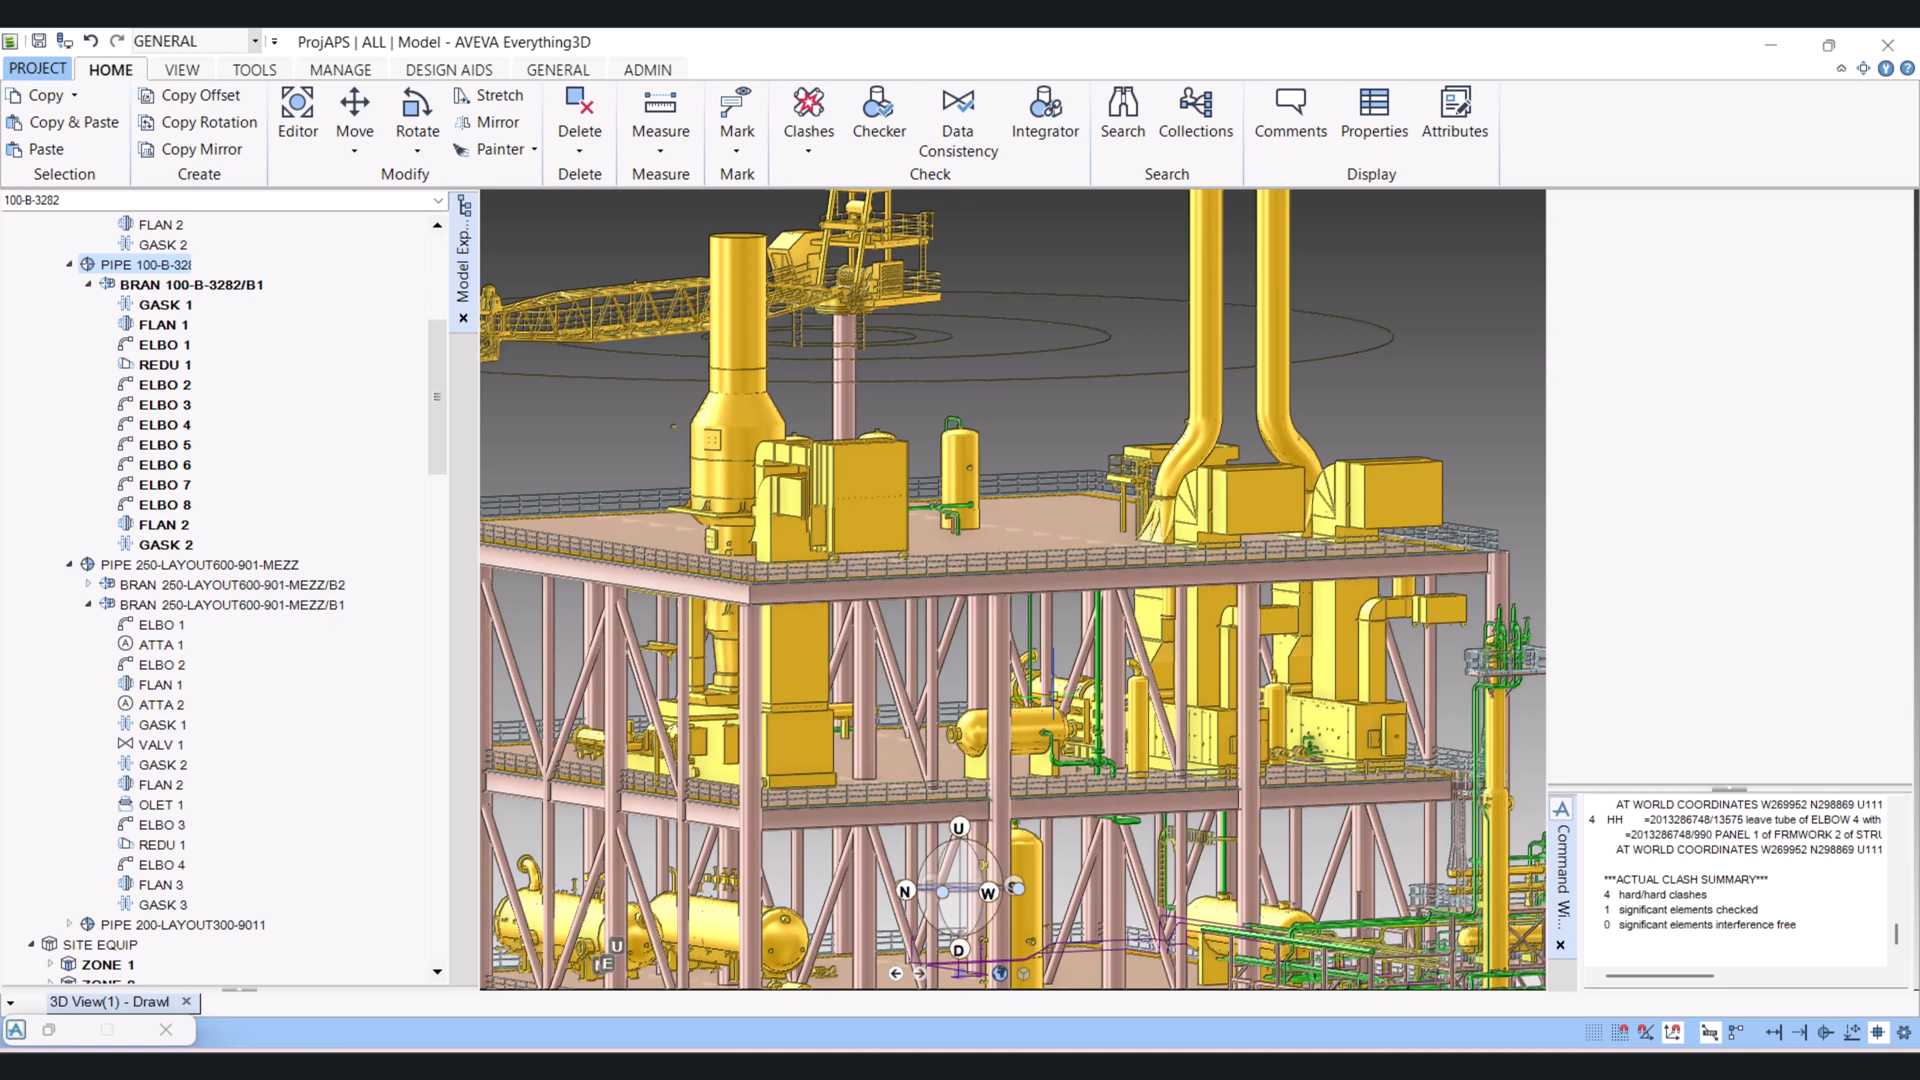 GENERAL
ProjAPS | ALL | Model - AVEVA Everything3D
PROJECT
HOME
VIEW
TOOLS
MANAGE
DESIGN AIDS
GENERAL
ADMIN
Copy
Copy & Paste
Paste
Selection
Copy Offset
Copy Rotation
Copy Mirror
Create
Editor
Move
Rotate
Stretch
Mirror
Painter
Modify
Delete
Delete
Measure
Measure
Mark
Mark
Clashes
Checker
Data
Consistency
Integrator
Check
Search
Collections
Search
Comments
Properties
Attributes
Display
100-B-3282
FLAN 2
GASK 2
PIPE 100-B-328
BRAN 100-B-3282/B1
GASK 1
FLAN 1
ELBO 1
REDU 1
ELBO 2
ELBO 3
ELBO 4
ELBO 5
ELBO 6
ELBO 7
ELBO 8
FLAN 2
GASK 2
PIPE 250-LAYOUT600-901-MEZZ
BRAN 250-LAYOUT600-901-MEZZ/B2
BRAN 250-LAYOUT600-901-MEZZ/B1
ELBO 1
ATTA 1
ELBO 2
FLAN 1
ATTA 2
GASK 1
VALV 1
GASK 2
FLAN 2
OLET 1
ELBO 3
REDU 1
ELBO 4
FLAN 3
GASK 3
PIPE 200-LAYOUT300-9011
SITE EQUIP
ZONE 1
Model Exp...
U
N
W
S
D
U
E
AT WORLD COORDINATES W269952 N298869 U111
4 HH =2013286748/13575 leave tube of ELBOW 4 with
=2013286748/990 PANEL 1 of FRMWORK 2 of STRU
AT WORLD COORDINATES W269952 N298869 U111
***ACTUAL CLASH SUMMARY***
4 hard/hard clashes
1 significant elements checked
0 significant elements interference free
Command Wi...
3D View(1) - Drawl